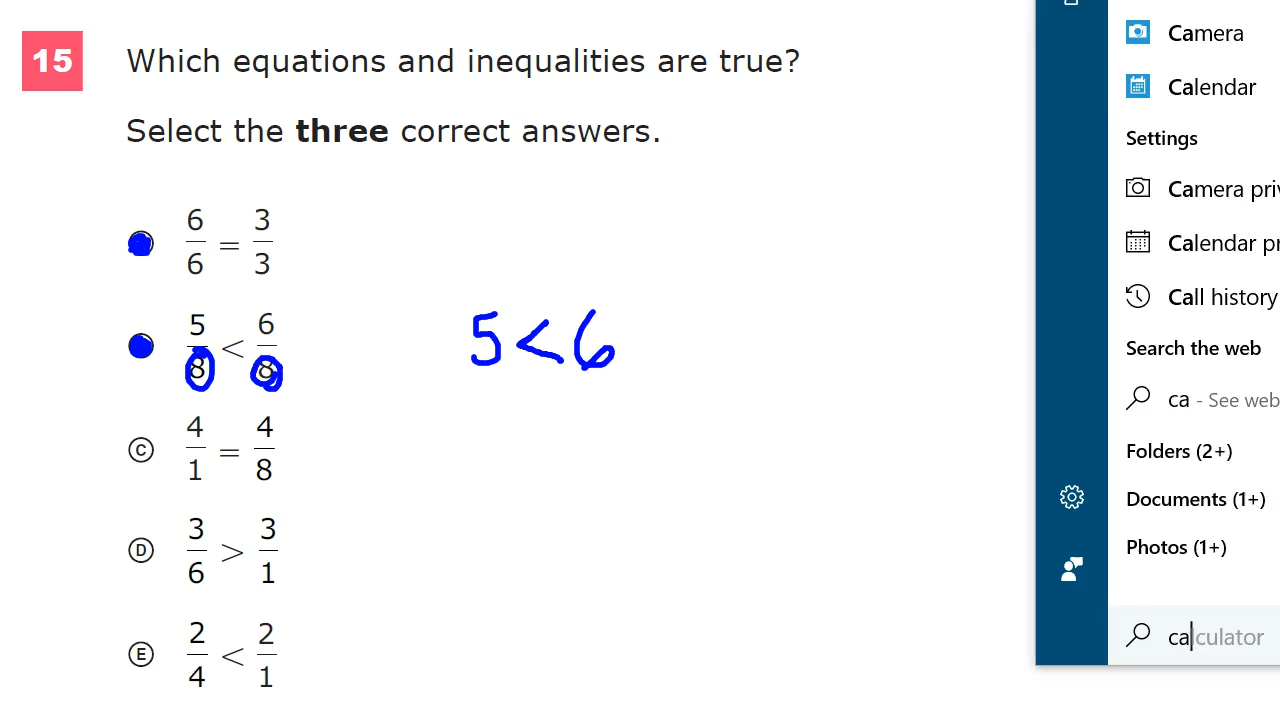 15 Which equations and inequalities are true?
Select the three correct answers.
6/6 = 3/3
5/8 < 6/8
5 < 6
C 4/1 = 4/8
D 3/6 > 3/1
E 2/4 < 2/1
Camera
Calendar
Settings
Camera pri
Calendar pr
Call history
Search the web
ca - See web
Folders (2+)
Documents (1+)
Photos (1+)
calculator